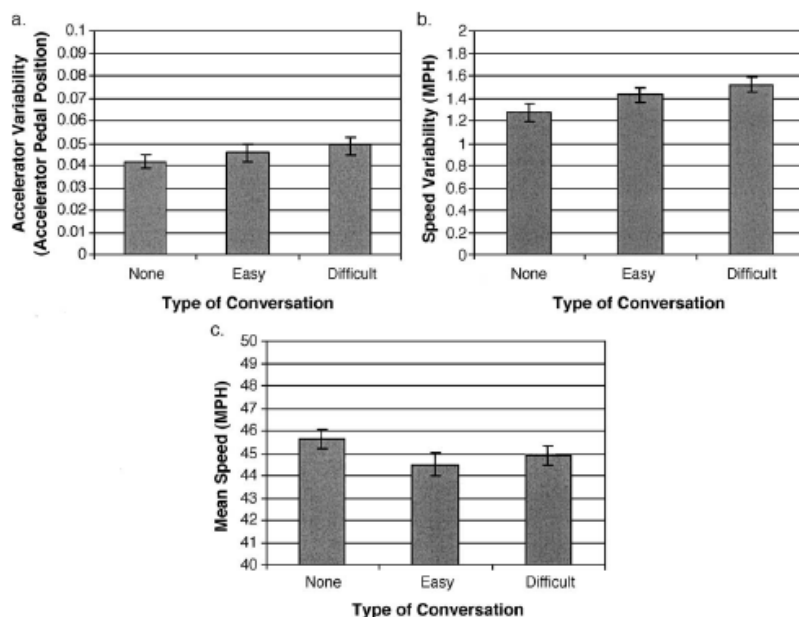 a.
Accelerator Variability
(Accelerator Pedal Position)
0.1
0.09
0.08
0.07
0.06
0.05
0.04
0.03
0.02
0.01
0
None Easy Difficult
Type of Conversation
b.
Speed Variability (MPH)
2
1.8
1.6
1.4
1.2
1
0.8
0.6
0.4
0.2
0
None Easy Difficult
Type of Conversation
c.
Mean Speed (MPH)
50
49
48
47
46
45
44
43
42
41
40
None Easy Difficult
Type of Conversation